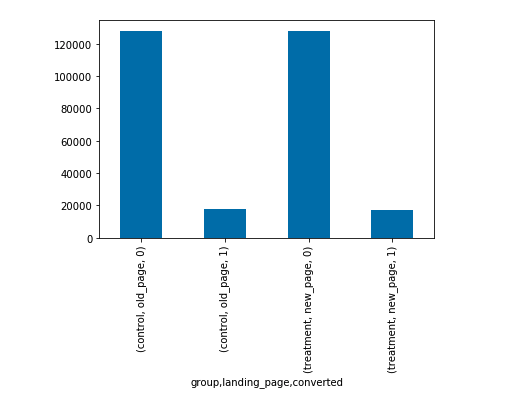 120000
100000
80000
60000
40000
20000
0
(control, old_page, 0)
(control, old_page, 1)
(treatment, new_page, 0)
(treatment, new_page, 1)
group,landing_page,converted